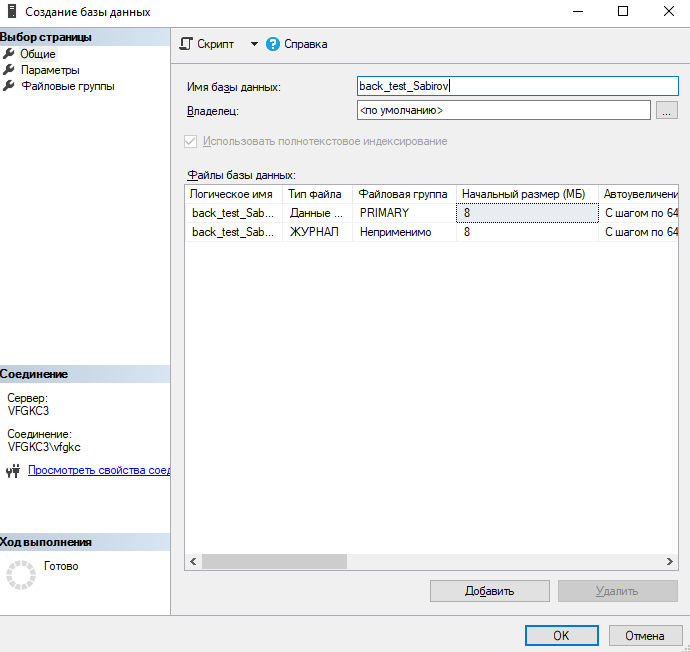 Создание базы данных
Выбор страницы
Общие
Параметры
Файловые группы
Скрипт
Справка
Имя базы данных:
back_test_Sabirov
Владелец:
<по умолчанию>
...
Использовать полнотекстовое индексирование
Файлы базы данных:
Логическое имя Тип файла Файловая группа Начальный размер (МБ) Автоувеличени
back_test_Sab... Данные ... PRIMARY 8 С шагом по 64
back_test_Sab... ЖУРНАЛ Неприменимо 8 С шагом по 64
Соединение
Сервер:
VFGKC3
Соединение:
VFGKC3\vfgkc
Просмотреть свойства соед
Ход выполнения
Готово
Добавить
Удалить
ОК
Отмена